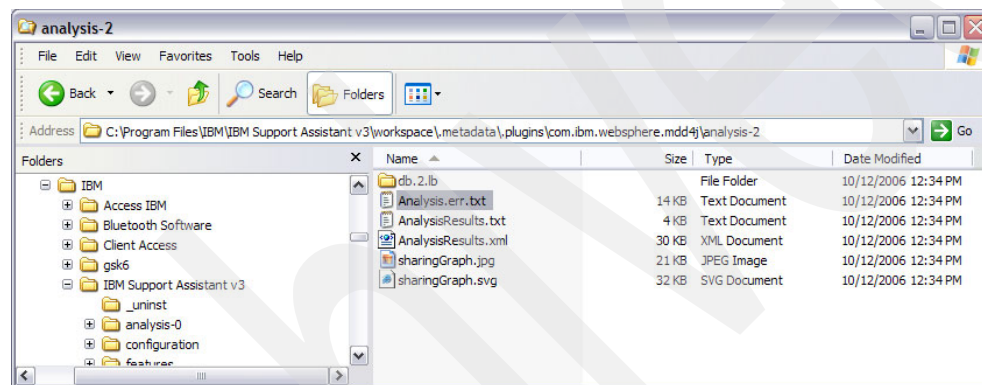 analysis-2
File Edit View Favorites Tools Help
Back Search Folders
Address C:\Program Files\IBM\IBM Support Assistant v3\workspace\.metadata\.plugins\com.ibm.websphere.mdd4j\analysis-2 Go
Folders Name Size Type Date Modified
IBM db.2.lb File Folder 10/12/2006 12:34 PM
Access IBM Analysis.err.txt 14 KB Text Document 10/12/2006 12:34 PM
Bluetooth Software AnalysisResults.txt 4 KB Text Document 10/12/2006 12:34 PM
Client Access AnalysisResults.xml 30 KB XML Document 10/12/2006 12:34 PM
gsk6 sharingGraph.jpg 21 KB JPEG Image 10/12/2006 12:34 PM
IBM Support Assistant v3 sharingGraph.svg 32 KB SVG Document 10/12/2006 12:34 PM
_uninst
analysis-0
configuration
features